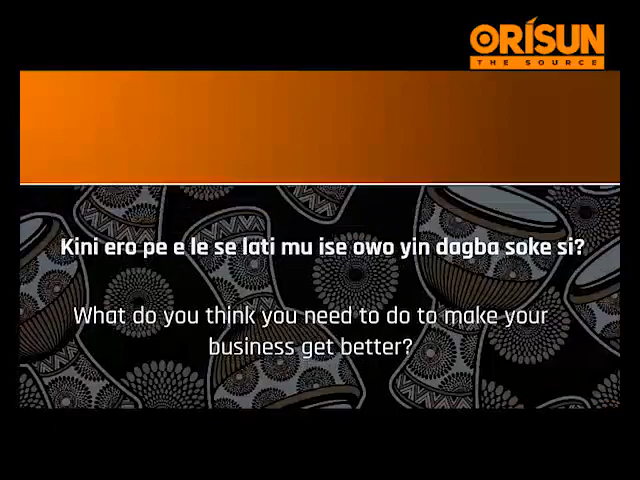 ORÍSUN
THE SOURCE
Kini ero pe e le se lati mu ise owo yin dagba soke si?
What do you think you need to do to make your
business get better?